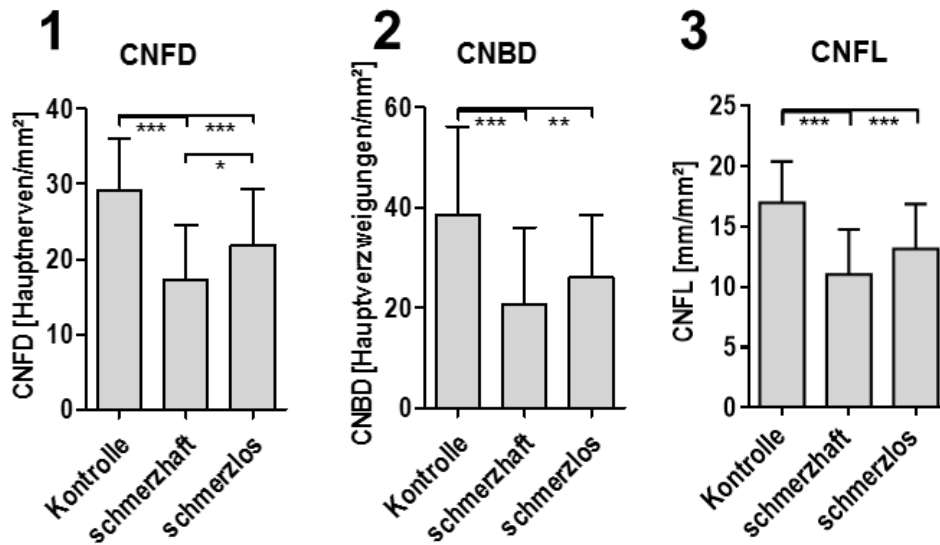 1
CNFD
CNFD [Hauptnerven/mm²]
40
30
20
10
0
*** ***
*
Kontrolle
schmerzhaft
schmerzlos
2
CNBD
CNBD [Hauptverzweigungen/mm²]
60
40
20
0
*** **
Kontrolle
schmerzhaft
schmerzlos
3
CNFL
CNFL [mm/mm²]
25
20
15
10
5
0
*** ***
Kontrolle
schmerzhaft
schmerzlos